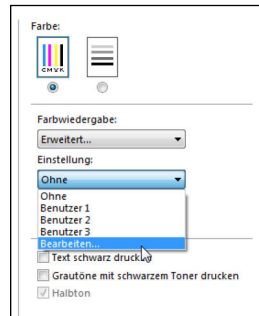 Farbe:
CMYK
Farbwiedergabe:
Erweitert...
Einstellung:
Ohne
Ohne
Benutzer 1
Benutzer 2
Benutzer 3
Bearbeiten...
Text schwarz drucken
Grautöne mit schwarzem Toner drucken
Halbton